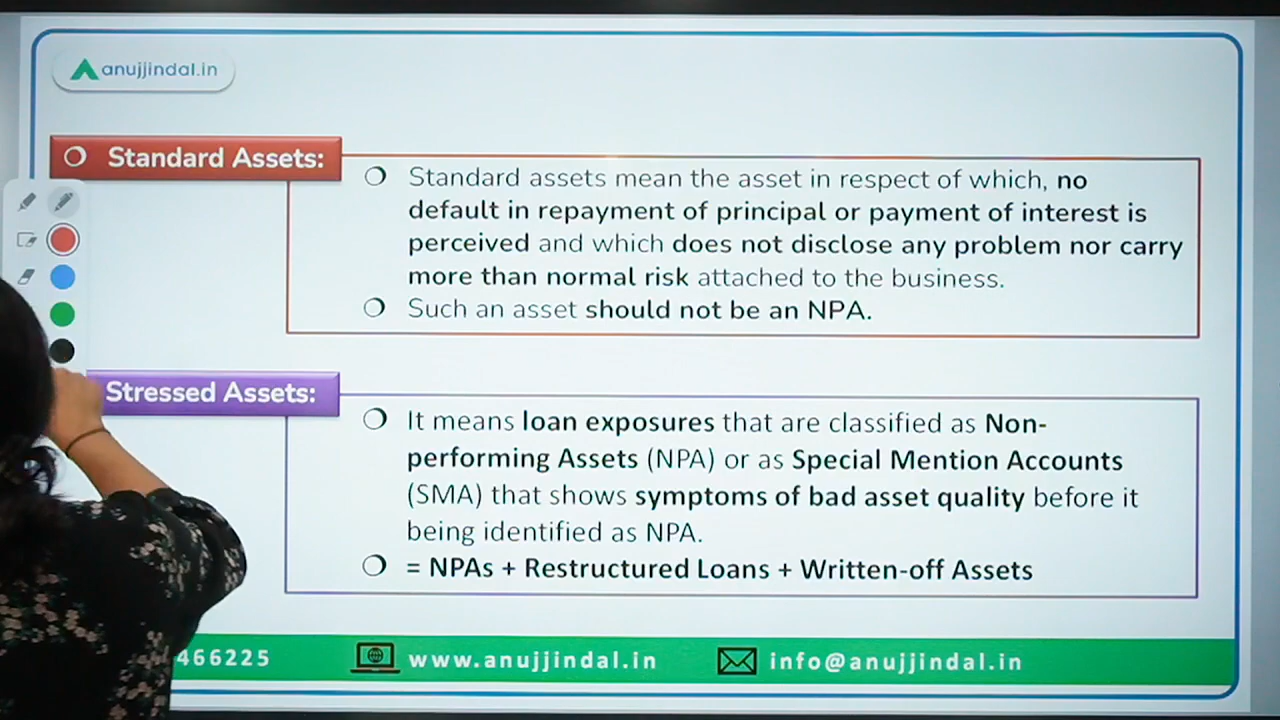 anujjindal.in
Standard Assets:
Standard assets mean the asset in respect of which, no
default in repayment of principal or payment of interest is
perceived and which does not disclose any problem nor carry
more than normal risk attached to the business.
Such an asset should not be an NPA.
Stressed Assets:
It means loan exposures that are classified as Non-
performing Assets (NPA) or as Special Mention Accounts
(SMA) that shows symptoms of bad asset quality before it
being identified as NPA.
= NPAs + Restructured Loans + Written-off Assets
466225 www.anujjindal.in info@anujjindal.in